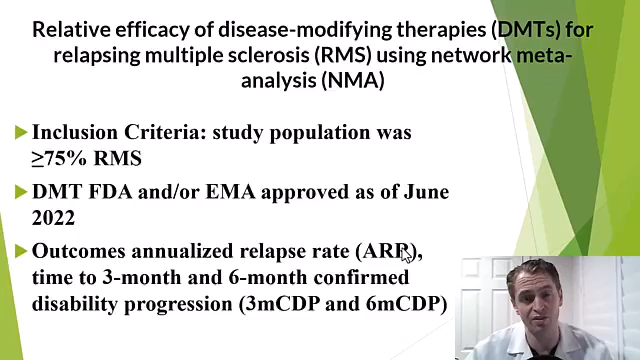 Relative efficacy of disease-modifying therapies (DMTs) for
relapsing multiple sclerosis (RMS) using network meta-
analysis (NMA)
Inclusion Criteria: study population was
≥75% RMS
DMT FDA and/or EMA approved as of June
2022
Outcomes annualized relapse rate (ARR),
time to 3-month and 6-month confirmed
disability progression (3mCDP and 6mCDP)